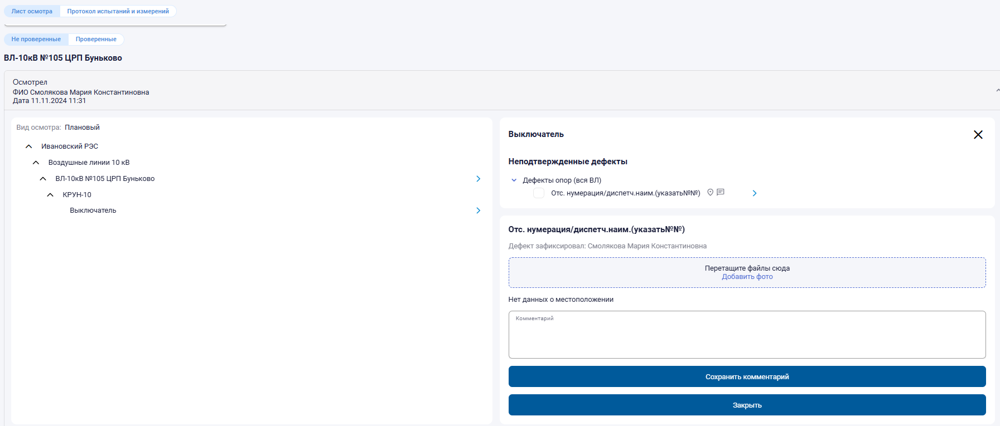 Лист осмотра
Протокол испытаний и измерений
Не проверенные
Проверенные
ВЛ-10кВ №105 ЦРП Буньково
Осмотрел
ФИО Смолякова Мария Константиновна
Дата 11.11.2024 11:31
Вид осмотра: Плановый
Ивановский РЭС
Воздушные линии 10 кВ
ВЛ-10кВ №105 ЦРП Буньково
КРУН-10
Выключатель
Выключатель
Неподтвержденные дефекты
Дефекты опор (вся ВЛ)
Отс. нумерация/диспетч.наим.(указать№№)
Отс. нумерация/диспетч.наим.(указать№№)
Дефект зафиксировал: Смолякова Мария Константиновна
Перетащите файлы сюда
Добавить фото
Нет данных о местоположении
Комментарий
Сохранить комментарий
Закрыть